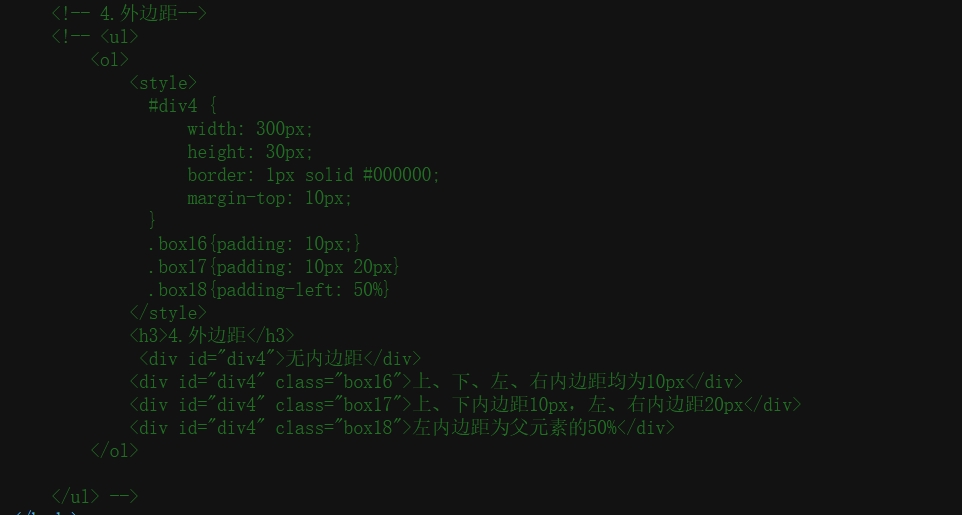 <!-- 4.外边距-->
<!-- <ul>
<ol>
<style>
#div4 {
width: 300px;
height: 30px;
border: 1px solid #000000;
margin-top: 10px;
}
.box16{padding: 10px;}
.box17{padding: 10px 20px}
.box18{padding-left: 50%}
</style>
<h3>4.外边距</h3>
<div id="div4">无内边距</div>
<div id="div4" class="box16">上、下、左、右内边距均为10px</div>
<div id="div4" class="box17">上、下内边距10px，左、右内边距20px</div>
<div id="div4" class="box18">左内边距为父元素的50%</div>
</ol>
</ul> -->